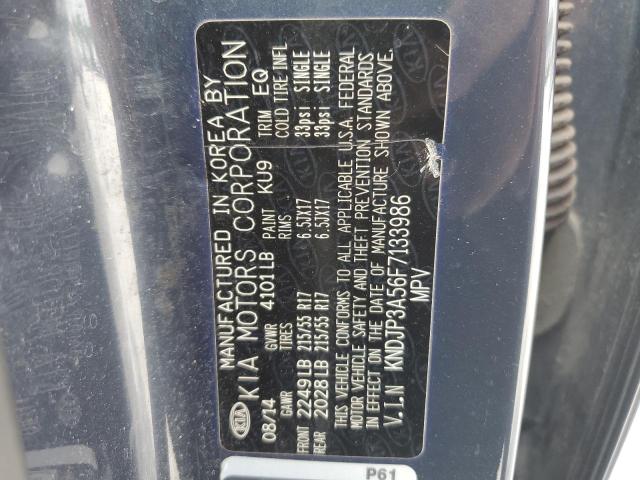 MANUFACTURED IN KOREA BY
KIA KIA MOTORS CORPORATION
08/14 GVWR 4101LB PAINT KU9 TRIM EQ
GAWR TIRES RIMS COLD TIRE INFL
FRONT 2249LB 215/55 R17 6.5JX17 33psi SINGLE
REAR 2028LB 215/55 R17 6.5JX17 33psi SINGLE
THIS VEHICLE CONFORMS TO ALL APPLICABLE U.S.A. FEDERAL
MOTOR VEHICLE SAFETY AND THEFT PREVENTION STANDARDS
IN EFFECT ON THE DATE OF MANUFACTURE SHOWN ABOVE.
V.I.N KNDJP3A56F7133986
MPV
P61